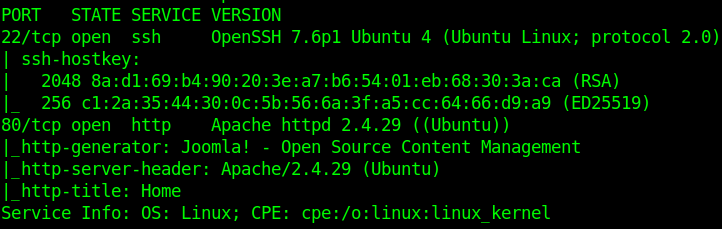 PORT   STATE SERVICE VERSION
22/tcp open  ssh     OpenSSH 7.6p1 Ubuntu 4 (Ubuntu Linux; protocol 2.0)
| ssh-hostkey:
|   2048 8a:d1:69:b4:90:20:3e:a7:b6:54:01:eb:68:30:3a:ca (RSA)
|_  256 c1:2a:35:44:30:0c:5b:56:6a:3f:a5:cc:64:66:d9:a9 (ED25519)
80/tcp open  http    Apache httpd 2.4.29 ((Ubuntu))
|_http-generator: Joomla! - Open Source Content Management
|_http-server-header: Apache/2.4.29 (Ubuntu)
|_http-title: Home
Service Info: OS: Linux; CPE: cpe:/o:linux:linux_kernel